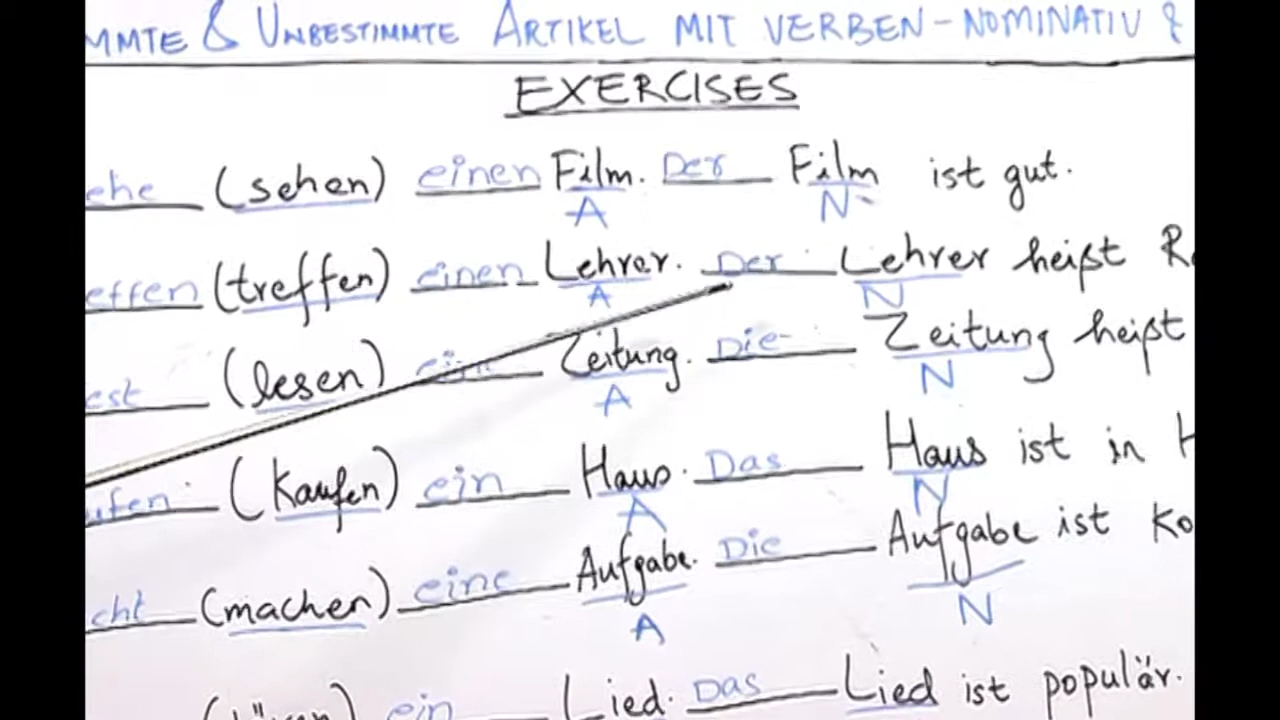 MMTE & UNBESTIMMTE ARTIKEL MIT VERBEN-NOMINATIV &
EXERCISES
ehe (sehen) einen Film. Der Film ist gut.
A N
effen (treffen) einen Lehrer. Der Lehrer heißt R
A N
est (lesen) eine Zeitung. Die Zeitung heißt
A N
ufen (kaufen) ein Haus. Das Haus ist in H
A N
cht (machen) eine Aufgabe. Die Aufgabe ist Ko
A N
ein Lied. Das Lied ist populär.